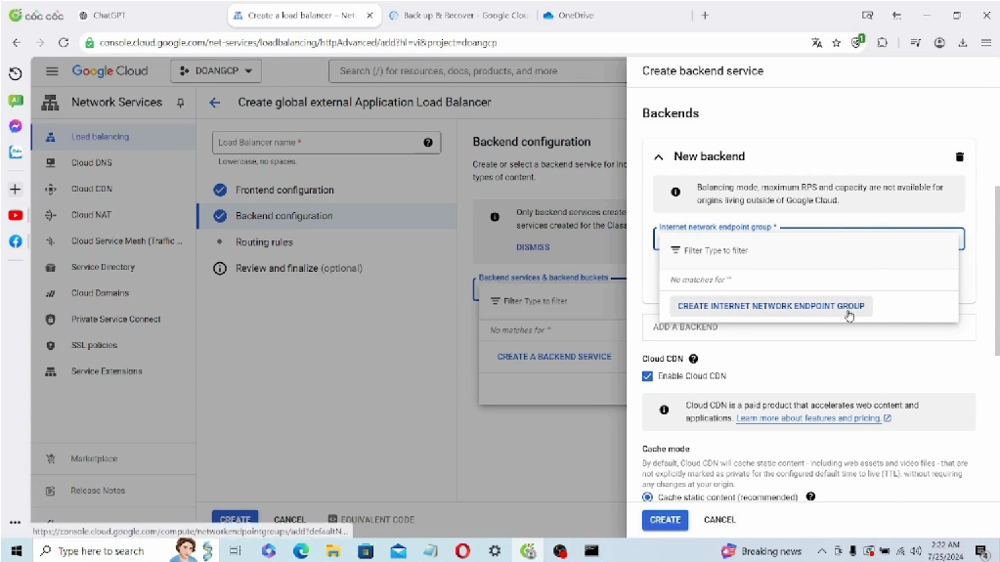 cốc cốc
ChatGPT
Create a load balancer – Net
Back up & Recover - Google Clou
OneDrive
console.cloud.google.com/net-services/loadbalancing/httpAdvanced/add?hl=vi&project=doangcp
1
Google Cloud
DOANGCP
Search (/) for resources, docs, products, and more
Create backend service
Network Services
Create global external Application Load Balancer
Load balancing
Cloud DNS
Cloud CDN
Cloud NAT
Cloud Service Mesh (Traffic ...
Service Directory
Cloud Domains
Private Service Connect
SSL policies
Service Extensions
Marketplace
Release Notes
Load Balancer name *
Lowercase, no spaces.
Frontend configuration
Backend configuration
Routing rules
Review and finalize (optional)
CREATE
CANCEL
EQUIVALENT CODE
Backend configuration
Create or select a backend service for inc
types of content.
Only backend services create
services created for the Clas
DISMISS
Backend services & backend buckets
Filter Type to filter
No matches for ''
CREATE A BACKEND SERVICE
Backends
New backend
Balancing mode, maximum RPS and capacity are not available for
origins living outside of Google Cloud.
Internet network endpoint group *
Filter Type to filter
No matches for ''
CREATE INTERNET NETWORK ENDPOINT GROUP
ADD A BACKEND
Cloud CDN
Enable Cloud CDN
Cloud CDN is a paid product that accelerates web content and
applications. Learn more about features and pricing.
Cache mode
By default, Cloud CDN will cache static content - including web assets and video files - that are
not explicitly marked as private for the configured default time to live (TTL), without requiring
any changes at your origin.
Cache static content (recommended)
CREATE
CANCEL
https://console.cloud.google.com/compute/networkendpointgroups/add?defaultN...
Type here to search
Breaking news
2:22 AM
7/25/2024